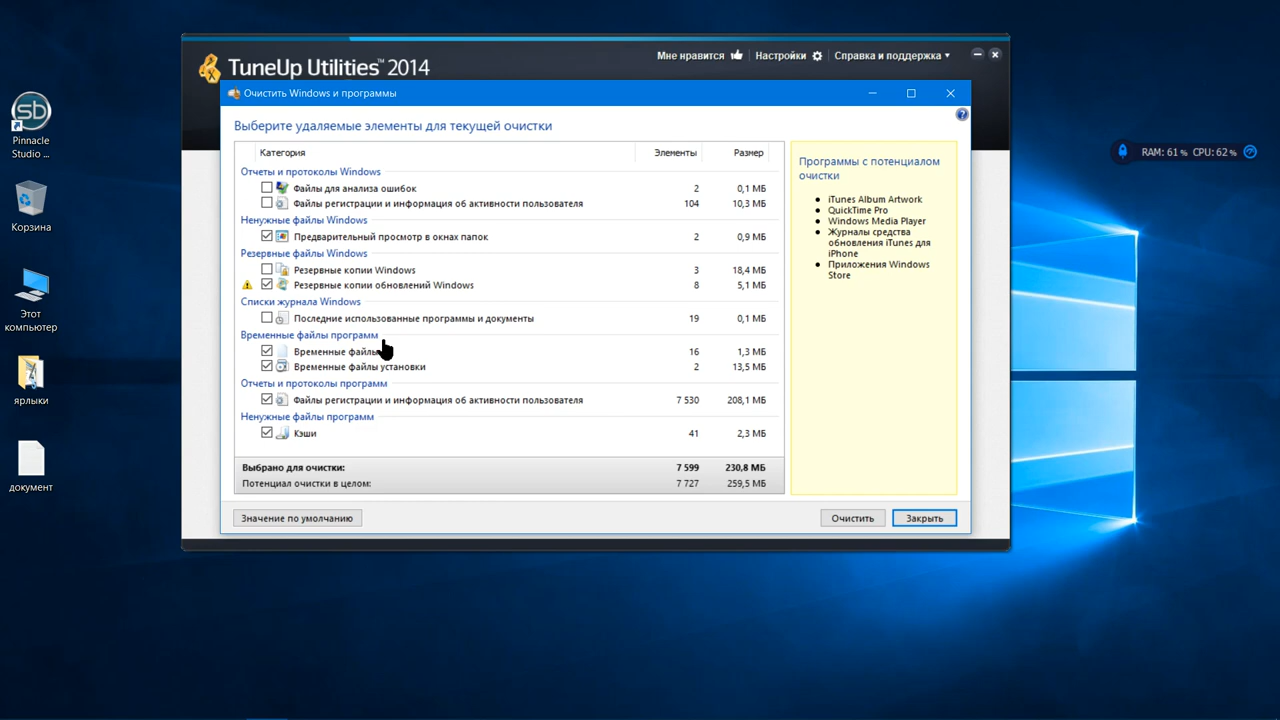 Мне нравится
Настройки
Справка и поддержка
TuneUp Utilities™ 2014
Очистить Windows и программы
Выберите удаляемые элементы для текущей очистки
Категория Элементы Размер
Отчеты и протоколы Windows
Файлы для анализа ошибок 2 0,1 МБ
Файлы регистрации и информация об активности пользователя 104 10,3 МБ
Ненужные файлы Windows
Предварительный просмотр в окнах папок 2 0,9 МБ
Резервные файлы Windows
Резервные копии Windows 3 18,4 МБ
Резервные копии обновлений Windows 8 5,1 МБ
Списки журнала Windows
Последние использованные программы и документы 19 0,1 МБ
Временные файлы программ
Временные файлы 16 1,3 МБ
Временные файлы установки 2 13,5 МБ
Отчеты и протоколы программ
Файлы регистрации и информация об активности пользователя 7 530 208,1 МБ
Ненужные файлы программ
Кэши 41 2,3 МБ
Выбрано для очистки: 7 599 230,8 МБ
Потенциал очистки в целом: 7 727 259,5 МБ
Программы с потенциалом
очистки
iTunes Album Artwork
QuickTime Pro
Windows Media Player
Журналы средства
обновления iTunes для
iPhone
Приложения Windows
Store
Значение по умолчанию
Очистить
Закрыть
Pinnacle
Studio ...
Корзина
Этот
компьютер
ярлыки
документ
RAM: 61 % CPU: 62 %